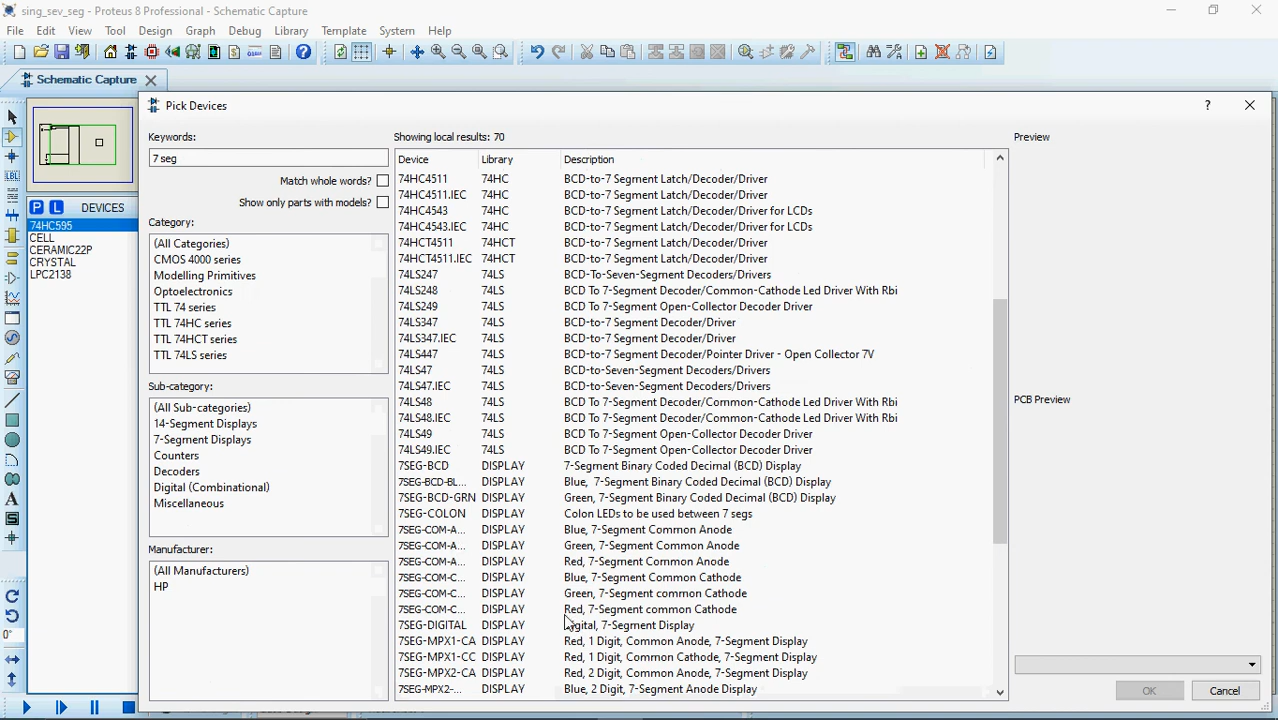 sing_sev_seg - Proteus 8 Professional - Schematic Capture
File Edit View Tool Design Graph Debug Library Template System Help
Schematic Capture
Pick Devices
Keywords:
7 seg
Match whole words?
Show only parts with models?
Category:
(All Categories)
CMOS 4000 series
Modelling Primitives
Optoelectronics
TTL 74 series
TTL 74HC series
TTL 74HCT series
TTL 74LS series
Sub-category:
(All Sub-categories)
14-Segment Displays
7-Segment Displays
Counters
Decoders
Digital (Combinational)
Miscellaneous
Manufacturer:
(All Manufacturers)
HP
P L DEVICES
74HC595
CELL
CERAMIC22P
CRYSTAL
LPC2138
0°
Showing local results: 70
Device Library Description
74HC4511 74HC BCD-to-7 Segment Latch/Decoder/Driver
74HC4511.IEC 74HC BCD-to-7 Segment Latch/Decoder/Driver
74HC4543 74HC BCD-to-7 Segment Latch/Decoder/Driver for LCDs
74HC4543.IEC 74HC BCD-to-7 Segment Latch/Decoder/Driver for LCDs
74HCT4511 74HCT BCD-to-7 Segment Latch/Decoder/Driver
74HCT4511.IEC 74HCT BCD-to-7 Segment Latch/Decoder/Driver
74LS247 74LS BCD-To-Seven-Segment Decoders/Drivers
74LS248 74LS BCD To 7-Segment Decoder/Common-Cathode Led Driver With Rbi
74LS249 74LS BCD To 7-Segment Open-Collector Decoder Driver
74LS347 74LS BCD-to-7 Segment Decoder/Driver
74LS347.IEC 74LS BCD-to-7 Segment Decoder/Driver
74LS447 74LS BCD-to-7 Segment Decoder/Pointer Driver - Open Collector 7V
74LS47 74LS BCD-to-Seven-Segment Decoders/Drivers
74LS47.IEC 74LS BCD-to-Seven-Segment Decoders/Drivers
74LS48 74LS BCD To 7-Segment Decoder/Common-Cathode Led Driver With Rbi
74LS48.IEC 74LS BCD To 7-Segment Decoder/Common-Cathode Led Driver With Rbi
74LS49 74LS BCD To 7-Segment Open-Collector Decoder Driver
74LS49.IEC 74LS BCD To 7-Segment Open-Collector Decoder Driver
7SEG-BCD DISPLAY 7-Segment Binary Coded Decimal (BCD) Display
7SEG-BCD-BL... DISPLAY Blue, 7-Segment Binary Coded Decimal (BCD) Display
7SEG-BCD-GRN DISPLAY Green, 7-Segment Binary Coded Decimal (BCD) Display
7SEG-COLON DISPLAY Colon LEDs to be used between 7 segs
7SEG-COM-A... DISPLAY Blue, 7-Segment Common Anode
7SEG-COM-A... DISPLAY Green, 7-Segment Common Anode
7SEG-COM-A... DISPLAY Red, 7-Segment Common Anode
7SEG-COM-C... DISPLAY Blue, 7-Segment Common Cathode
7SEG-COM-C... DISPLAY Green, 7-Segment common Cathode
7SEG-COM-C... DISPLAY Red, 7-Segment common Cathode
7SEG-DIGITAL DISPLAY Digital, 7-Segment Display
7SEG-MPX1-CA DISPLAY Red, 1 Digit, Common Anode, 7-Segment Display
7SEG-MPX1-CC DISPLAY Red, 1 Digit, Common Cathode, 7-Segment Display
7SEG-MPX2-CA DISPLAY Red, 2 Digit, Common Anode, 7-Segment Display
7SEG-MPX2-... DISPLAY Blue, 2 Digit, 7-Segment Anode Display
Preview
PCB Preview
OK Cancel